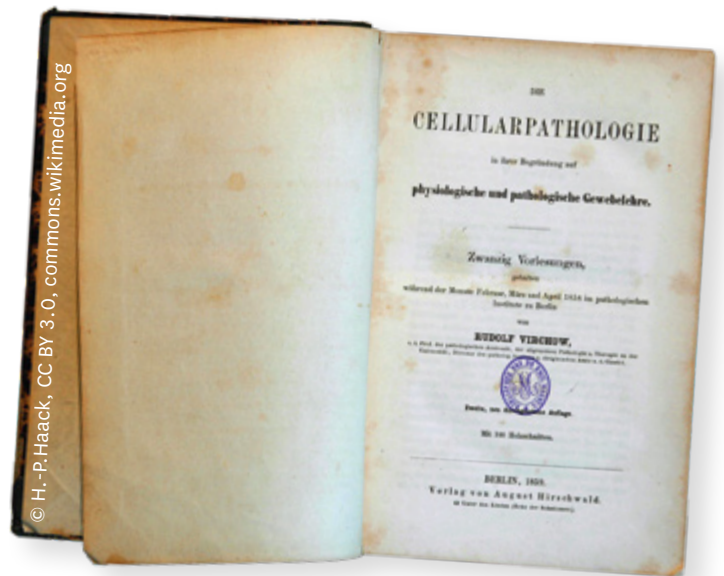 © H.-P.Haack, CC BY 3.0, commons.wikimedia.org
DIE
CELLULARPATHOLOGIE
in ihrer Begründung auf
physiologische und pathologische Gewebelehre.
Zwanzig Vorlesungen,
gehalten
während der Monate Februar, März und April 1858 im pathologischen
Institute zu Berlin
von
RUDOLF VIRCHOW,
Auflage.
Mit Holzschnitten.
BERLIN, 1859.
Verlag von August Hirschwald.